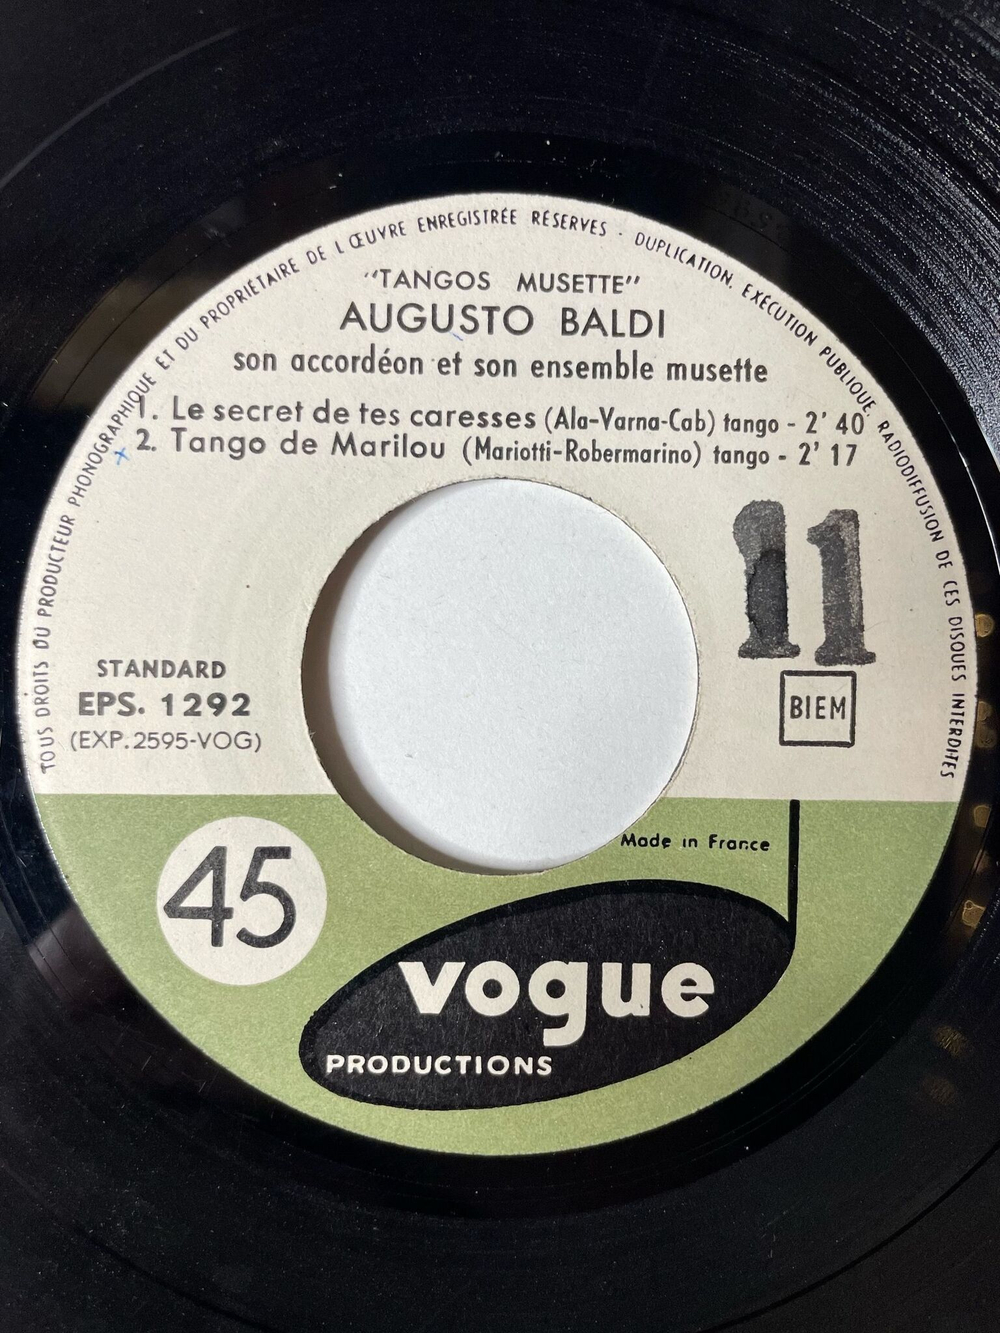 TOUS DROITS DU PRODUCTEUR PHONOGRAPHIQUE ET DU PROPRIÉTAIRE DE L ŒUVRE ENREGISTRÉE RÉSERVES - DUPLICATION, EXÉCUTION PUBLIQUE, RADIODIFFUSION DE CES DISQUES INTERDITES
"TANGOS MUSETTE"
AUGUSTO BALDI
son accordéon et son ensemble musette
1. Le secret de tes caresses (Ala-Varna-Cab) tango - 2' 40
2. Tango de Marilou (Mariotti-Robermarino) tango - 2' 17
11
STANDARD
EPS. 1292
(EXP.2595-VOG)
BIEM
Made in France
45
vogue
PRODUCTIONS